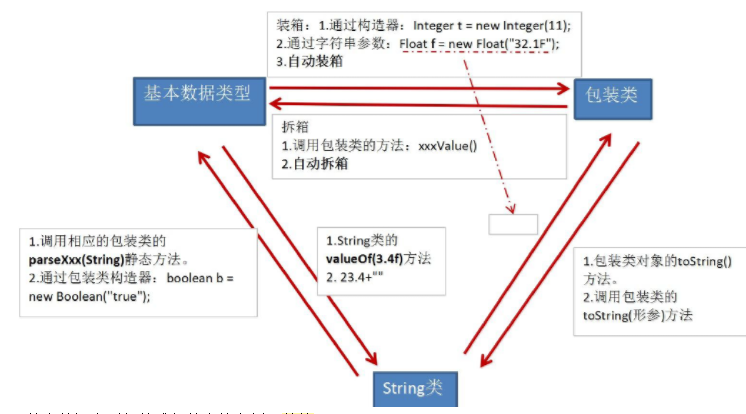 装箱：1.通过构造器：Integer t = new Integer(11);
2.通过字符串参数：Float f = new Float("32.1F");
3.自动装箱
基本数据类型
包装类
拆箱
1.调用包装类的方法：xxxValue()
2.自动拆箱
1.调用相应的包装类的
parseXxx(String)静态方法。
2.通过包装类构造器：boolean b =
new Boolean("true");
1.String类的
valueOf(3.4f)方法
2. 23.4+""
1.包装类对象的toString()
方法。
2.调用包装类的
toString(形参)方法
String类